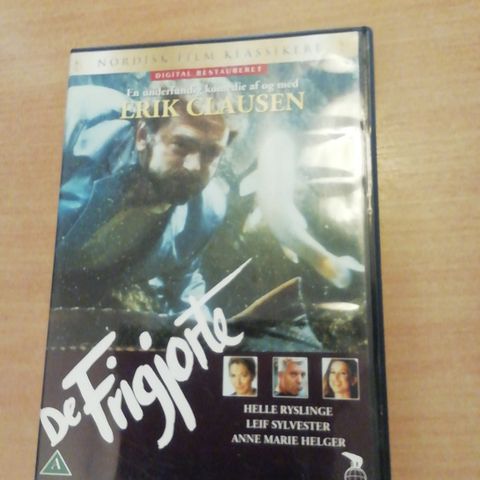 NORDISK FILM KLASSIKERE
DIGITAL RESTAURERET
En underfundig komedie af og med
ERIK CLAUSEN
De Frigjorte
HELLE RYSLINGE
LEIF SYLVESTER
ANNE MARIE HELGER
A